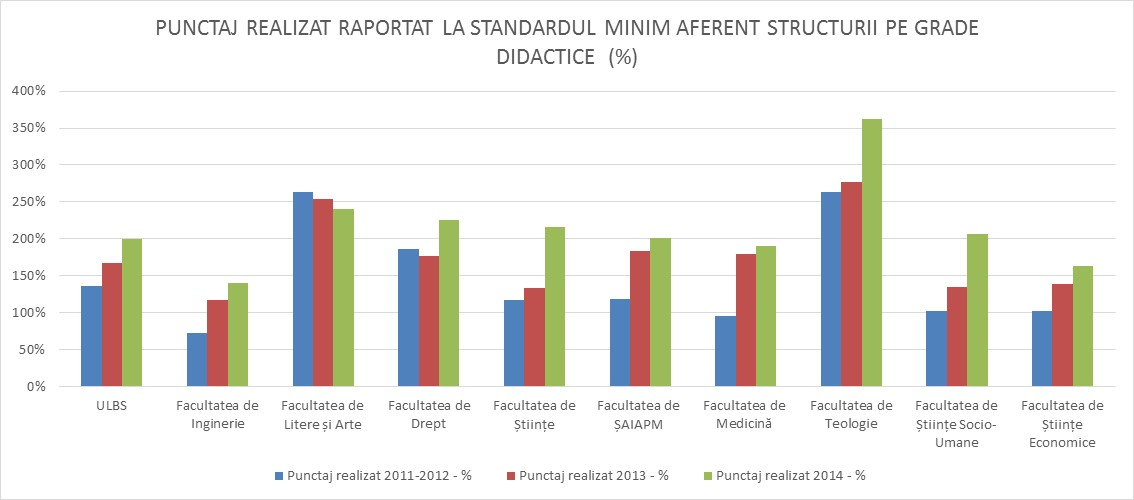 PUNCTAJ REALIZAT RAPORTAT LA STANDARDUL MINIM AFERENT STRUCTURII PE GRADE
DIDACTICE (%)
400%
350%
300%
250%
200%
150%
100%
50%
0%
ULBS
Facultatea de
Inginerie
Facultatea de
Litere și Arte
Facultatea de
Drept
Facultatea de
Științe
Facultatea de
ȘAIAPM
Facultatea de
Medicină
Facultatea de
Teologie
Facultatea de
Științe Socio-
Umane
Facultatea de
Științe
Economice
Punctaj realizat 2011-2012 - %
Punctaj realizat 2013 - %
Punctaj realizat 2014 - %